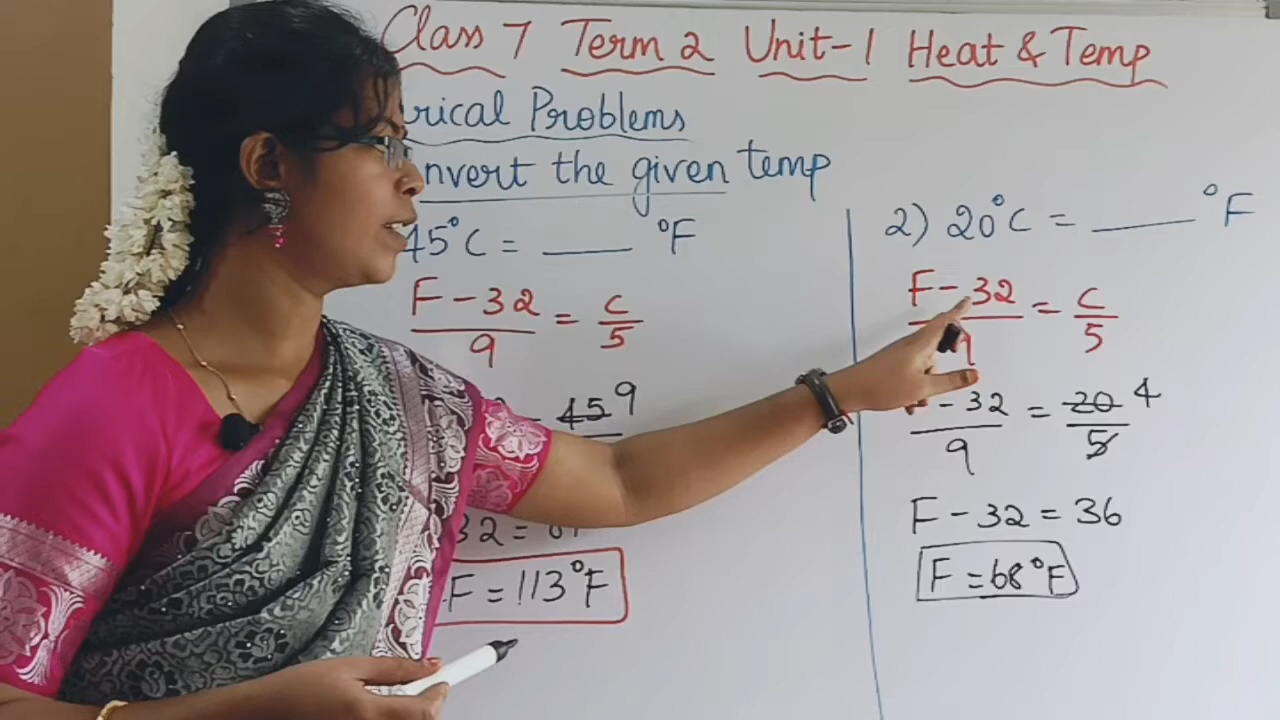 Class 7 Term 2 Unit-1 Heat & Temp
rical Problems
nvert the given temp
45°C = ____ °F
F - 32 / 9 = C / 5
45 9
32 =
F = 113°F
2) 20°C = ____ °F
F - 32 / 9 = C / 5
- 32 / 9 = 20 4 / 5
F - 32 = 36
F = 68°F